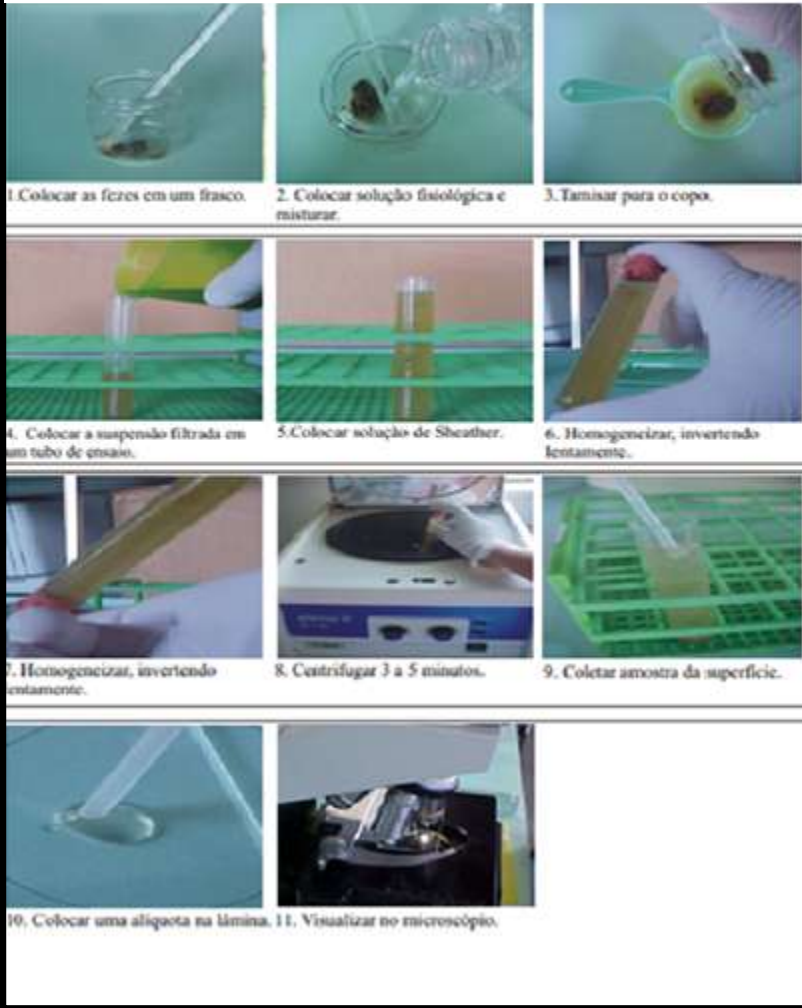 1.Colocar as fezes em um frasco.
2. Colocar solução fisiológica e
misturar.
3.Tamisar para o copo.
4. Colocar a suspensão filtrada em
um tubo de ensaio.
5.Colocar solução de Sheather.
6. Homogeneizar, invertendo
lentamente.
7. Homogeneizar, invertendo
lentamente.
8. Centrifugar 3 a 5 minutos.
9. Coletar amostra da superfície.
10. Colocar uma alíquota na lâmina.
11. Visualizar no microscópio.